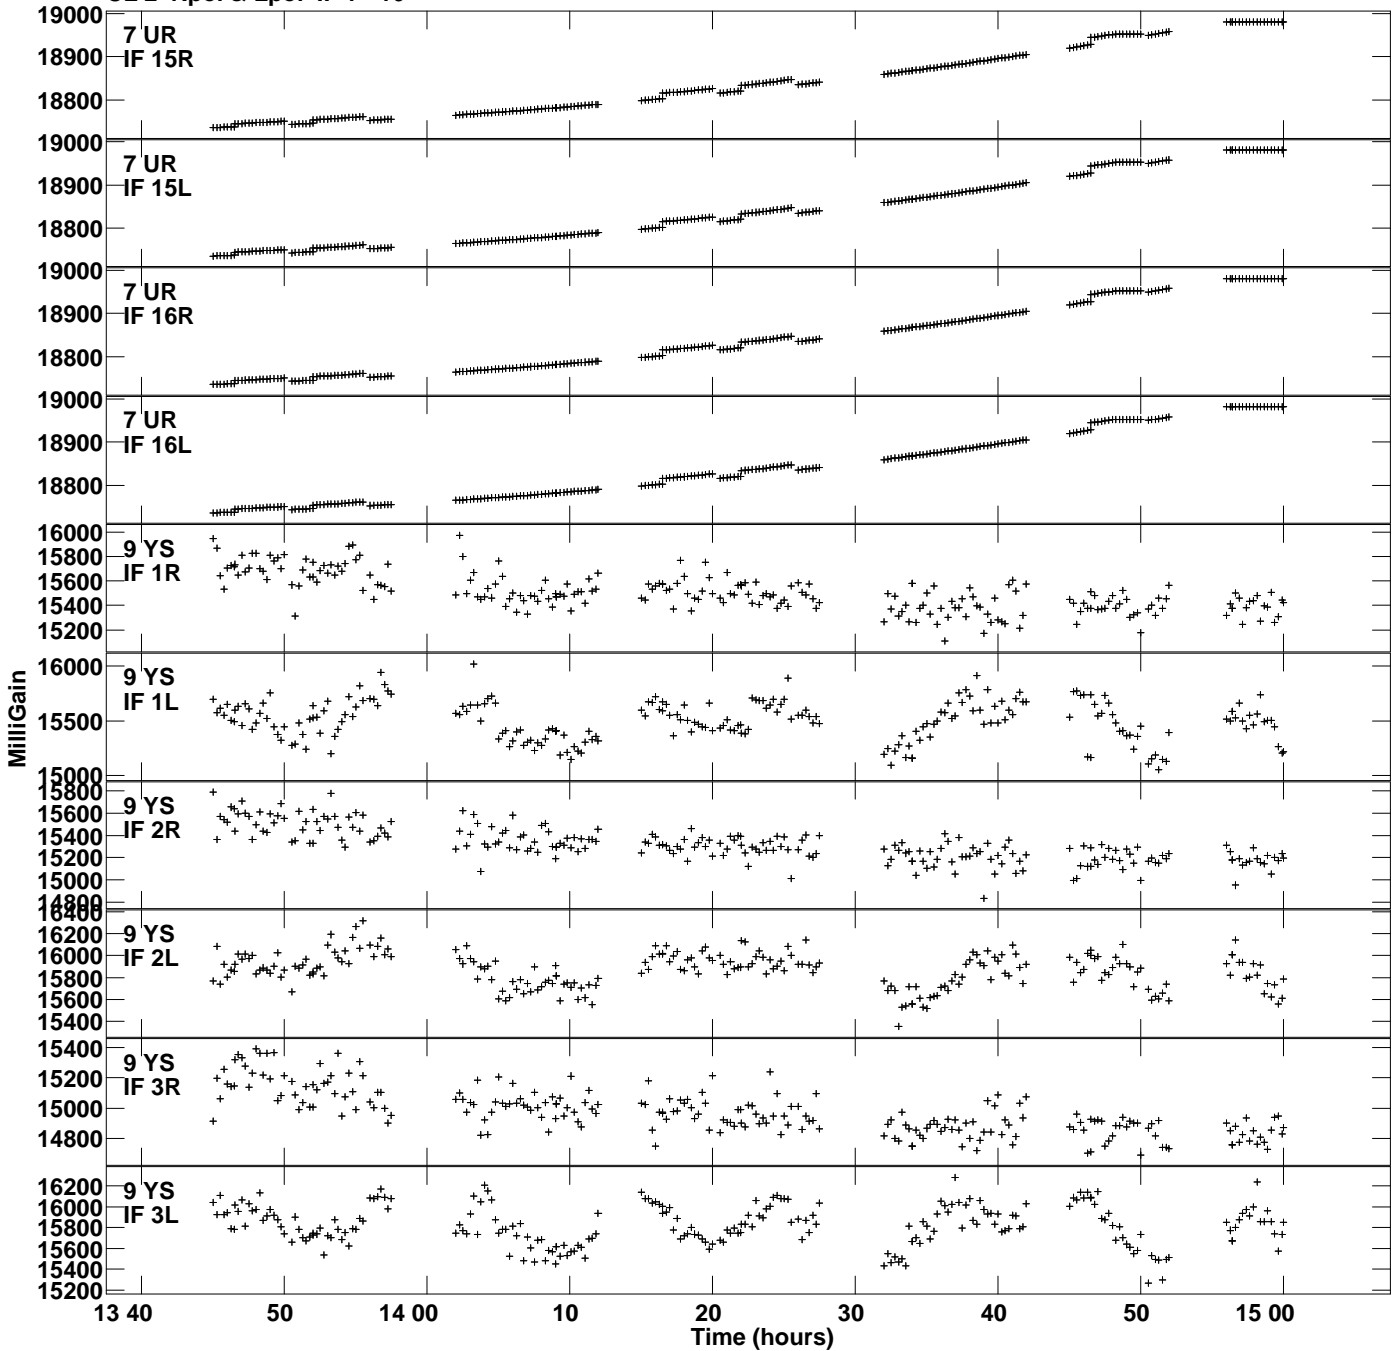 19000
18900
18800
7 UR
IF 15R
19000
18900
18800
7 UR
IF 15L
19000
18900
18800
7 UR
IF 16R
19000
18900
18800
7 UR
IF 16L
16000
15800
15600
15400
15200
9 YS
IF 1R
16000
15500
15000
9 YS
IF 1L
15800
15600
15400
15200
15000
14800
9 YS
IF 2R
16400
16200
16000
15800
15600
15400
9 YS
IF 2L
15400
15200
15000
14800
9 YS
IF 3R
16200
16000
15800
15600
15400
15200
9 YS
IF 3L
MilliGain
13 40 50 14 00 10 20 30 40 50 15 00
Time (hours)